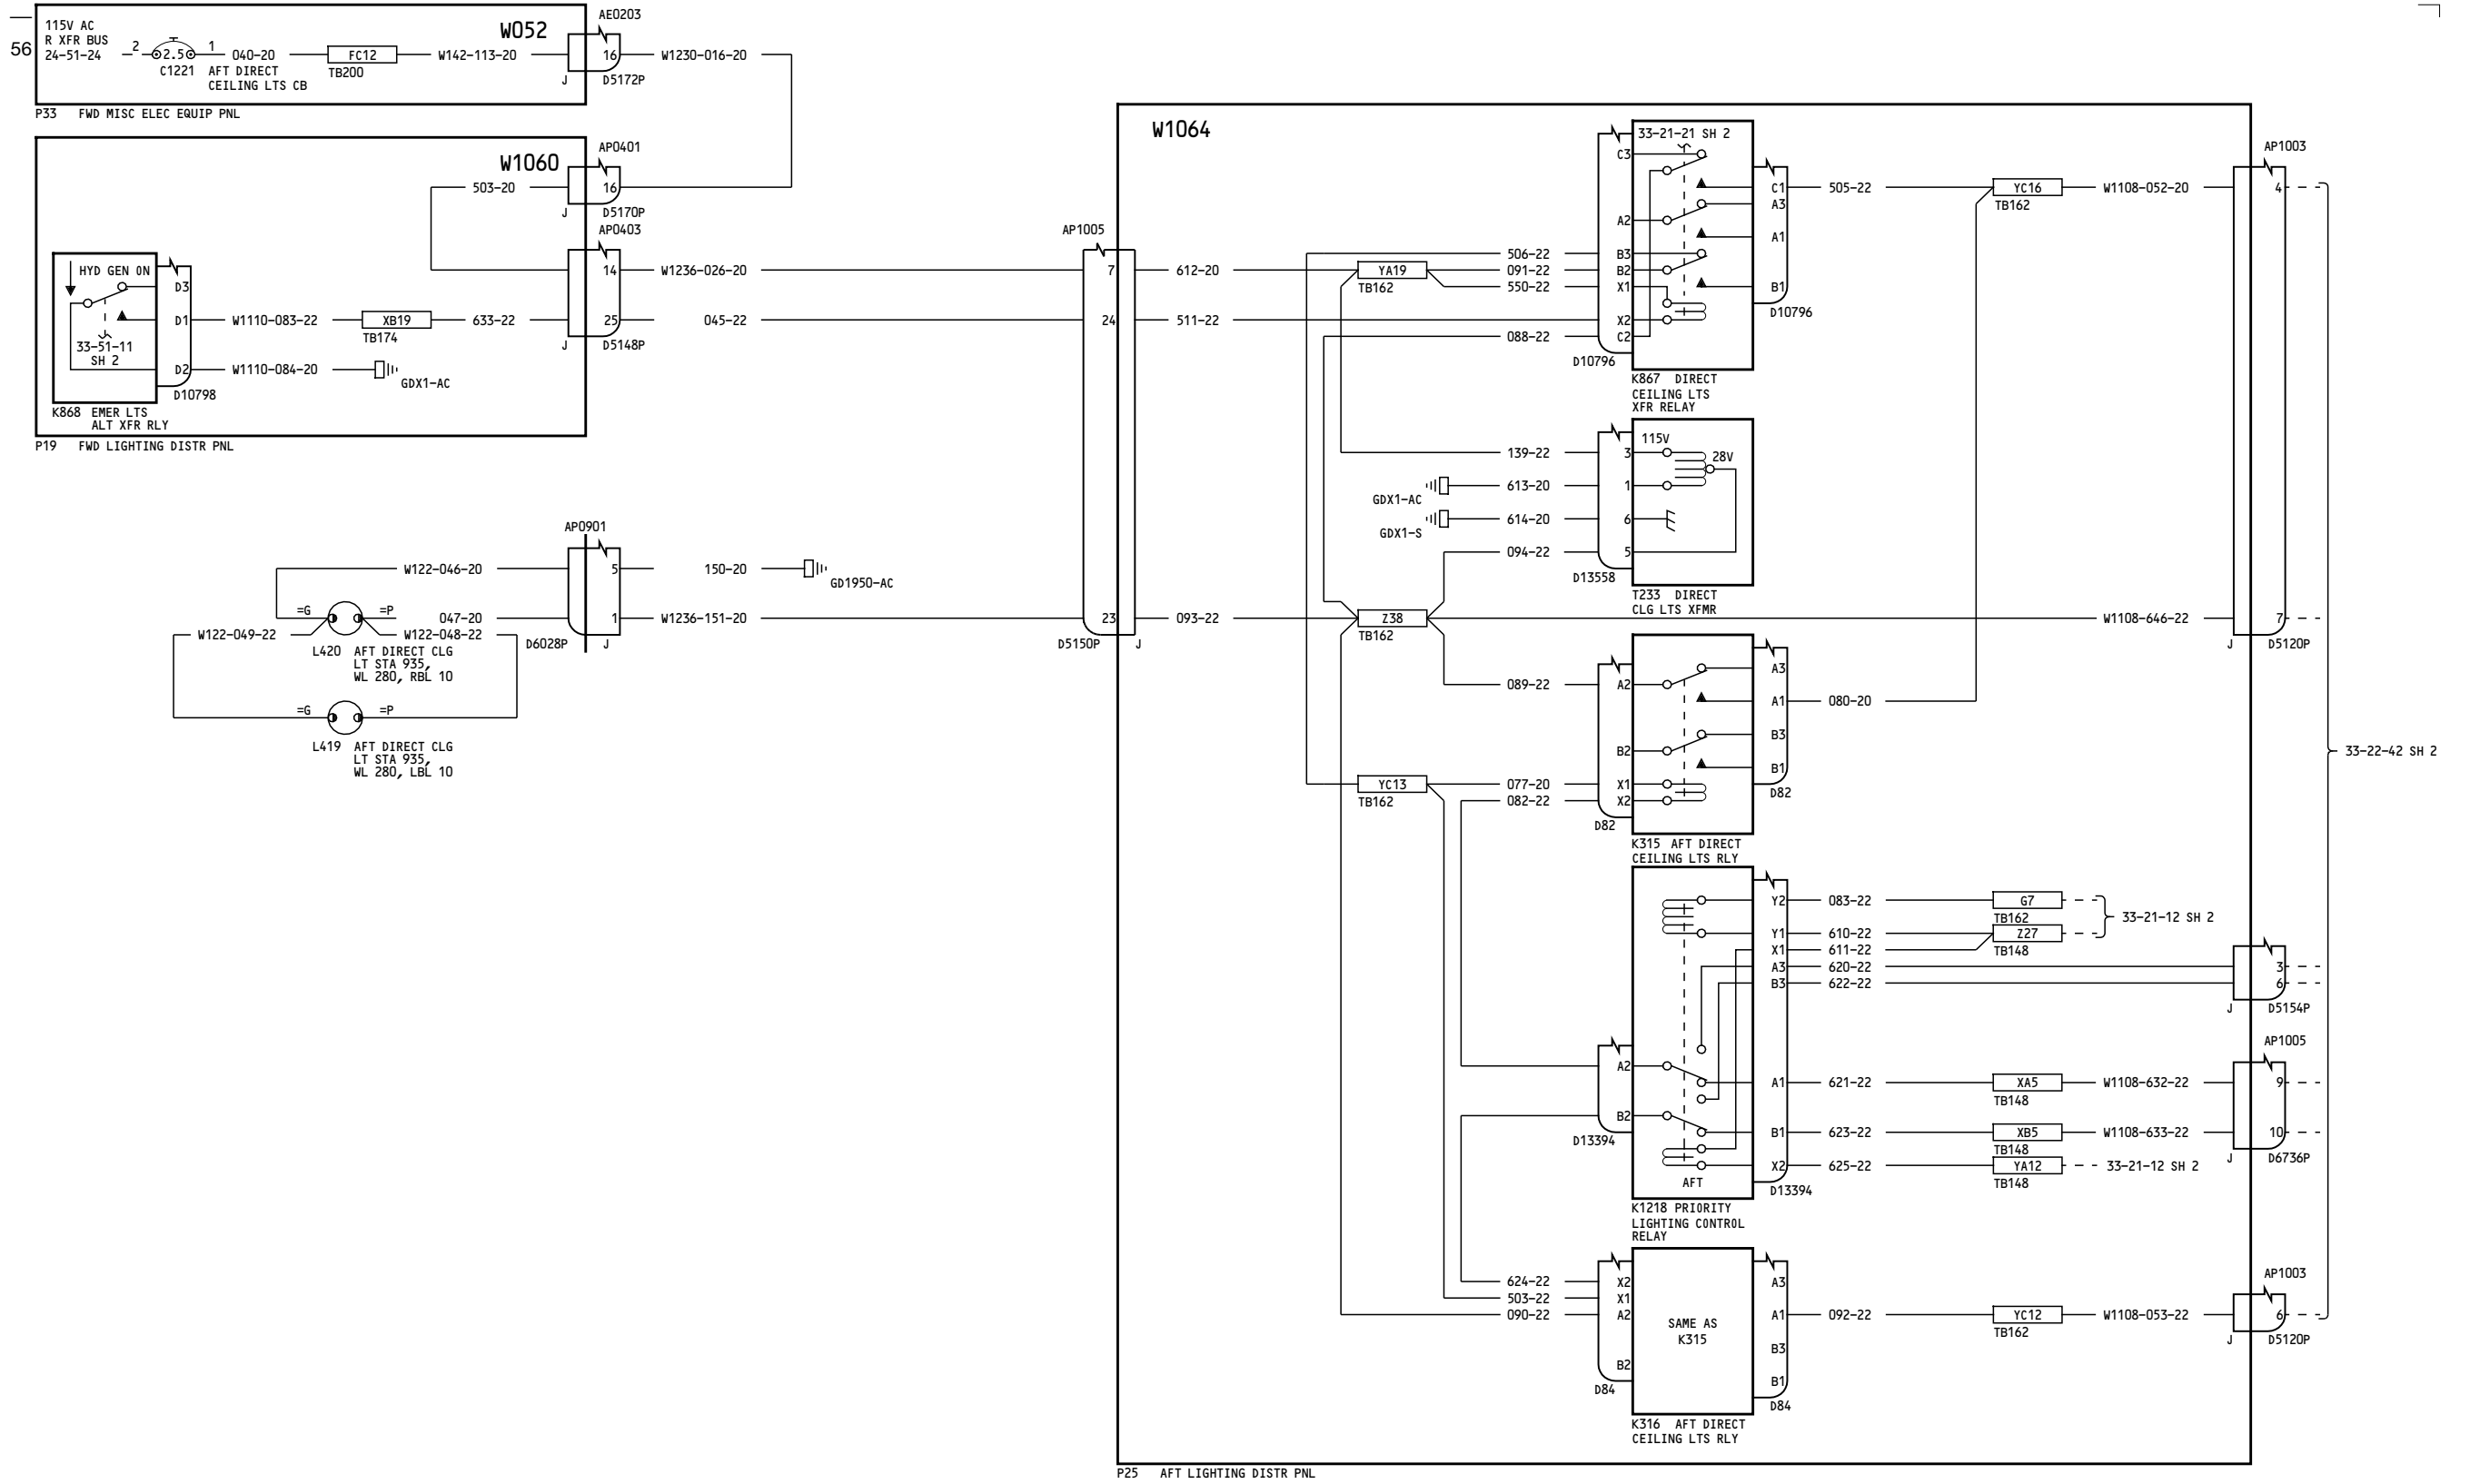 56
115V AC
R XFR BUS
24-51-24
2
2.5
1
C1221
040-20
AFT DIRECT
CEILING LTS CB
FC12
TB200
W142-113-20
W052
AE0203
16
J
D5172P
W1230-016-20
P33 FWD MISC ELEC EQUIP PNL
W1060
AP0401
503-20
16
J
D5170P
AP0403
HYD GEN ON
D3
D1
D2
33-51-11
SH 2
D10798
K868 EMER LTS
ALT XFR RLY
W1110-083-22
XB19
TB174
633-22
W1110-084-20
GDX1-AC
14
25
J
D5148P
W1236-026-20
045-22
P19 FWD LIGHTING DISTR PNL
AP0901
W122-046-20
5
150-20
GD1950-AC
=G
=P
047-20
1
W1236-151-20
W122-049-22
W122-048-22
D6028P
J
L420 AFT DIRECT CLG
LT STA 935,
WL 280, RBL 10
=G
=P
L419 AFT DIRECT CLG
LT STA 935,
WL 280, LBL 10
AP1005
7
24
23
D5150P
J
W1064
612-20
511-22
093-22
YA19
TB162
506-22
091-22
550-22
088-22
33-21-21 SH 2
C3
A2
B3
B2
X1
X2
C2
D10796
C1
A3
A1
B1
D10796
K867 DIRECT
CEILING LTS
XFR RELAY
505-22
YC16
TB162
W1108-052-20
AP1003
4
139-22
GDX1-AC
613-20
GDX1-S
614-20
094-22
115V
28V
3
1
6
5
D13558
T233 DIRECT
CLG LTS XFMR
Z38
TB162
W1108-646-22
7
J
D5120P
089-22
YC13
TB162
077-20
082-22
A2
B2
X1
X2
D82
A3
A1
B3
B1
D82
K315 AFT DIRECT
CEILING LTS RLY
080-20
33-22-42 SH 2
Y2
Y1
X1
A3
B3
A2
A1
B2
B1
X2
AFT
D13394
D13394
K1218 PRIORITY
LIGHTING CONTROL
RELAY
083-22
G7
TB162
610-22
Z27
TB148
611-22
33-21-12 SH 2
620-22
622-22
3
6
J
D5154P
AP1005
621-22
XA5
TB148
W1108-632-22
9
623-22
XB5
TB148
W1108-633-22
10
J
D6736P
625-22
YA12
TB148
33-21-12 SH 2
624-22
503-22
090-22
X2
X1
A2
B2
D84
SAME AS
K315
A3
A1
B3
B1
D84
K316 AFT DIRECT
CEILING LTS RLY
092-22
YC12
TB162
W1108-053-22
AP1003
6
J
D5120P
P25 AFT LIGHTING DISTR PNL